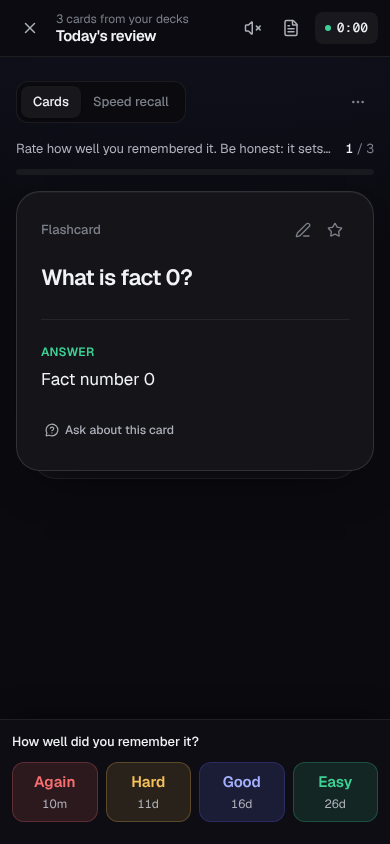 3 cards from your decks
Today's review
0:00
Cards
Speed recall
Rate how well you remembered it. Be honest: it sets…
1 / 3
Flashcard
What is fact 0?
ANSWER
Fact number 0
Ask about this card
How well did you remember it?
Again
10m
Hard
11d
Good
16d
Easy
26d